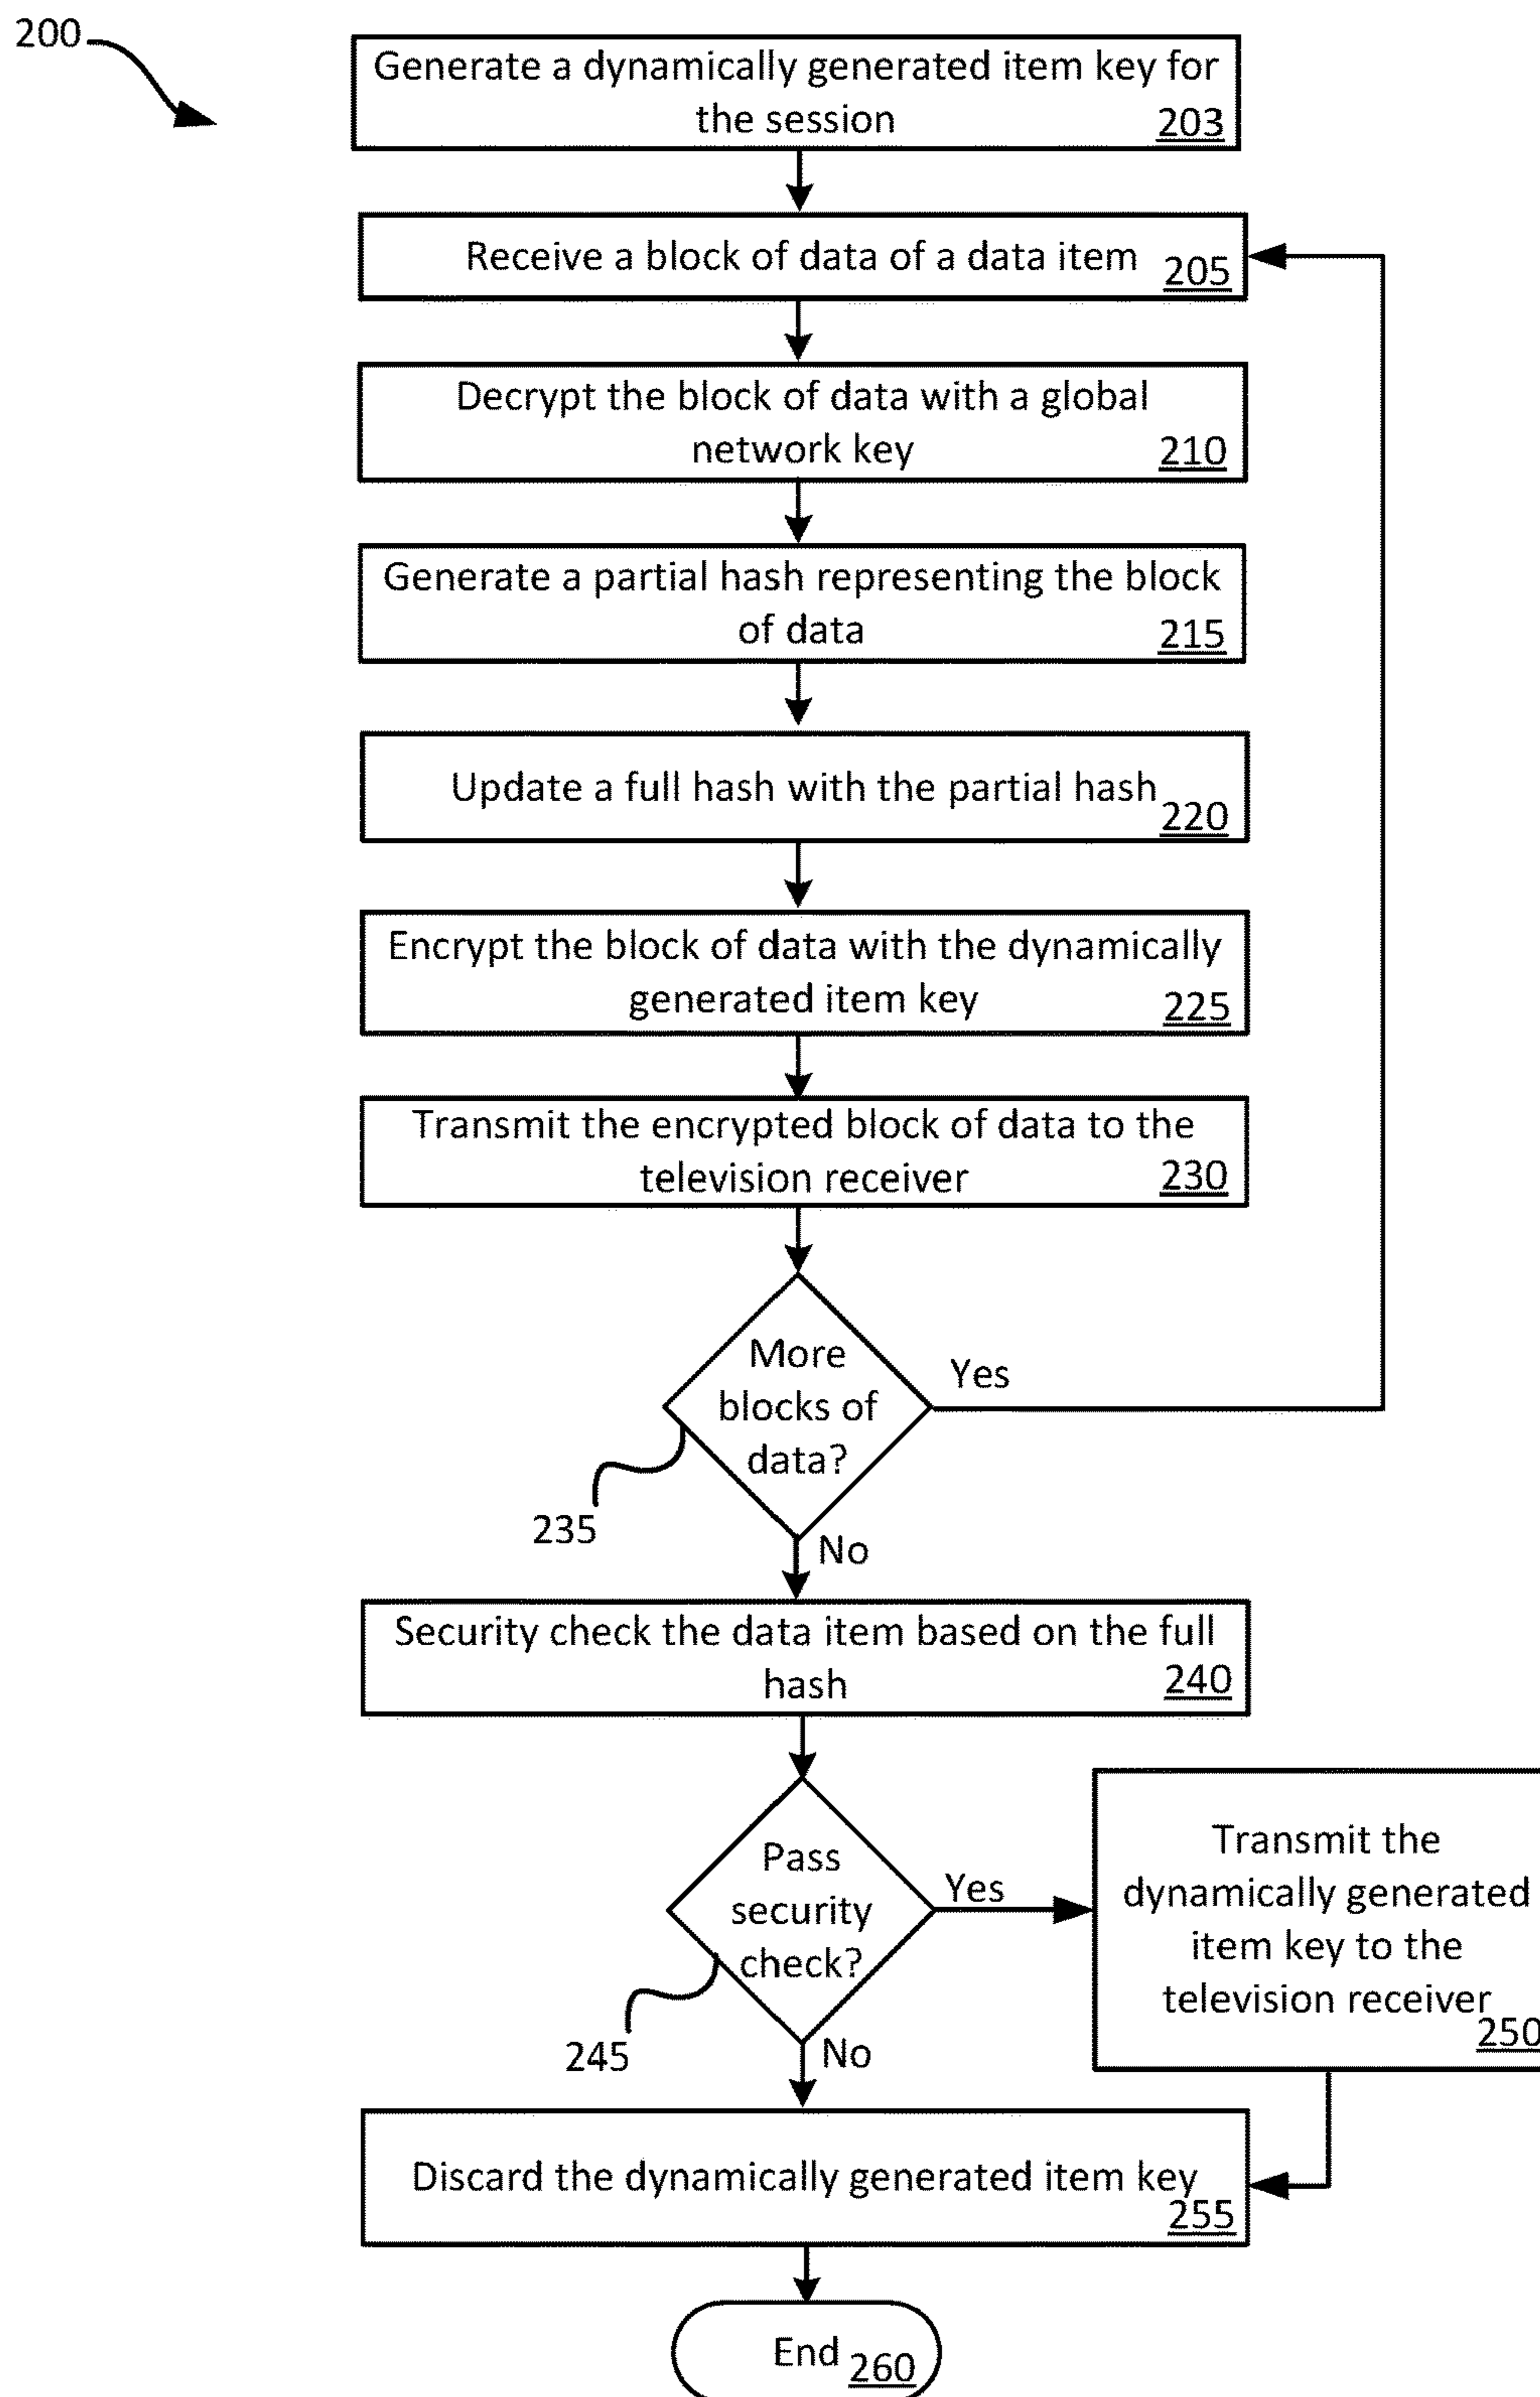 200
Generate a dynamically generated item key for
the session
203
Receive a block of data of a data item
205
Decrypt the block of data with a global
network key
210
Generate a partial hash representing the block
of data
215
Update a full hash with the partial hash
220
Encrypt the block of data with the dynamically
generated item key
225
Transmit the encrypted block of data to the
television receiver
230
More
blocks of
data?
Yes
235
No
Security check the data item based on the full
hash
240
Pass
security
check?
Yes
Transmit the
dynamically generated
item key to the
television receiver
250
245
No
Discard the dynamically generated item key
255
End
260